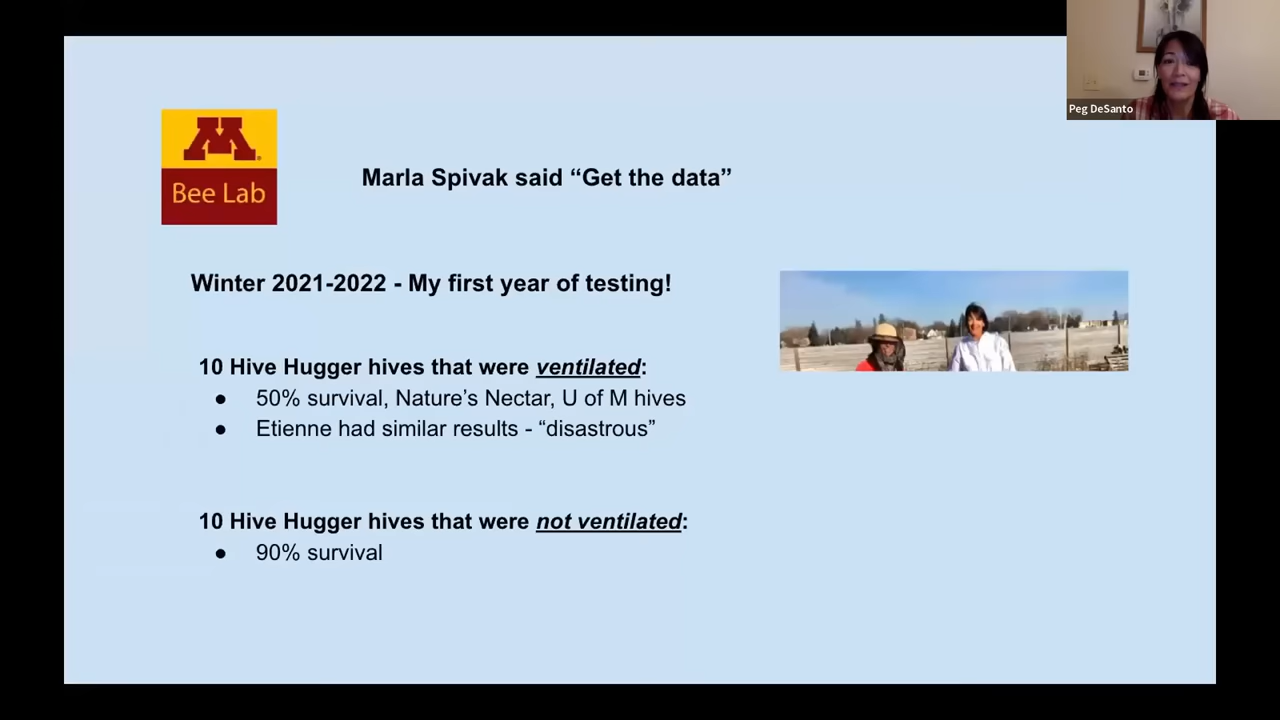 Peg DeSanto
M
Bee Lab
Marla Spivak said “Get the data”
Winter 2021-2022 - My first year of testing!
10 Hive Hugger hives that were ventilated:
● 50% survival, Nature’s Nectar, U of M hives
● Etienne had similar results - “disastrous”
10 Hive Hugger hives that were not ventilated:
● 90% survival